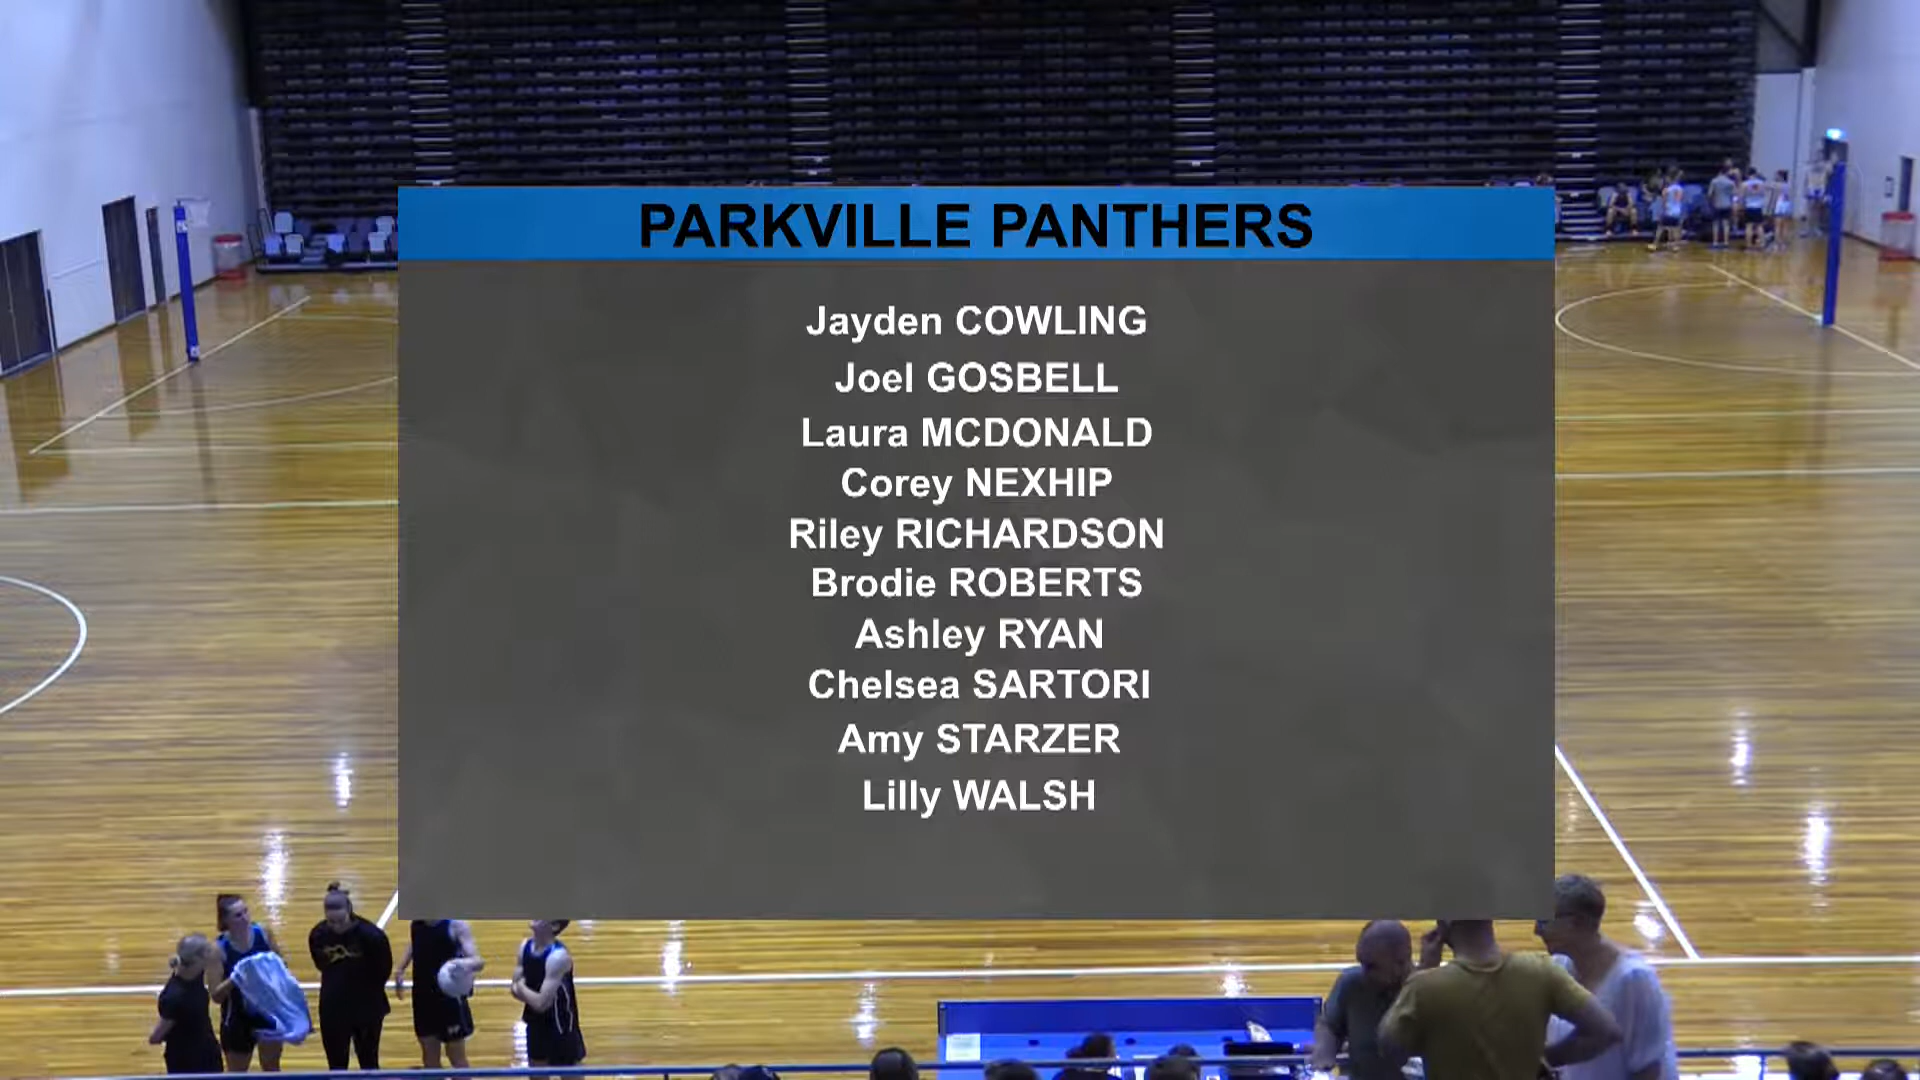 PARKVILLE PANTHERS
Jayden COWLING
Joel GOSBELL
Laura MCDONALD
Corey NEXHIP
Riley RICHARDSON
Brodie ROBERTS
Ashley RYAN
Chelsea SARTORI
Amy STARZER
Lilly WALSH